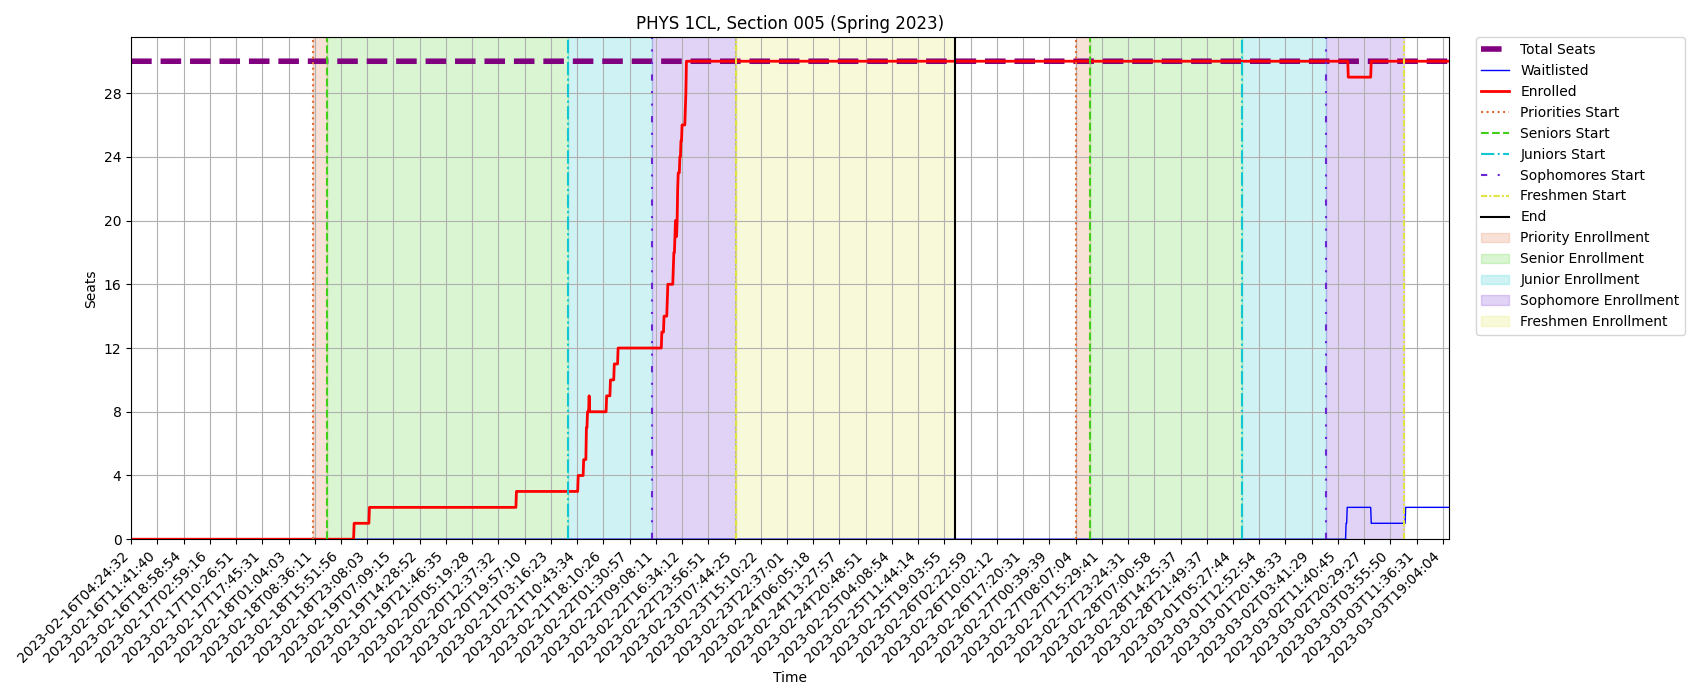 PHYS 1CL, Section 005 (Spring 2023)
Seats
28
24
20
16
12
8
4
0
2023-02-16T04:24:32
2023-02-16T11:41:40
2023-02-16T18:58:54
2023-02-17T02:59:16
2023-02-17T10:26:51
2023-02-17T17:45:31
2023-02-18T01:04:03
2023-02-18T08:36:11
2023-02-18T15:51:56
2023-02-18T23:08:03
2023-02-19T07:09:15
2023-02-19T14:28:52
2023-02-19T21:46:35
2023-02-20T05:19:28
2023-02-20T12:37:32
2023-02-20T19:57:10
2023-02-21T03:16:23
2023-02-21T10:43:34
2023-02-21T18:10:26
2023-02-22T01:30:57
2023-02-22T09:08:11
2023-02-22T16:34:12
2023-02-22T23:56:51
2023-02-23T07:44:25
2023-02-23T15:10:22
2023-02-23T22:37:01
2023-02-24T06:05:18
2023-02-24T13:27:57
2023-02-24T20:48:51
2023-02-25T04:08:54
2023-02-25T11:44:14
2023-02-25T19:03:55
2023-02-26T02:22:59
2023-02-26T10:02:12
2023-02-26T17:20:31
2023-02-27T00:39:39
2023-02-27T08:07:04
2023-02-27T15:29:41
2023-02-27T23:24:31
2023-02-28T07:00:58
2023-02-28T14:25:37
2023-02-28T21:49:37
2023-03-01T05:27:44
2023-03-01T12:52:54
2023-03-01T20:18:33
2023-03-02T03:41:29
2023-03-02T11:40:45
2023-03-02T20:29:27
2023-03-03T03:55:50
2023-03-03T11:36:31
2023-03-03T19:04:04
Time
Total Seats
Waitlisted
Enrolled
Priorities Start
Seniors Start
Juniors Start
Sophomores Start
Freshmen Start
End
Priority Enrollment
Senior Enrollment
Junior Enrollment
Sophomore Enrollment
Freshmen Enrollment